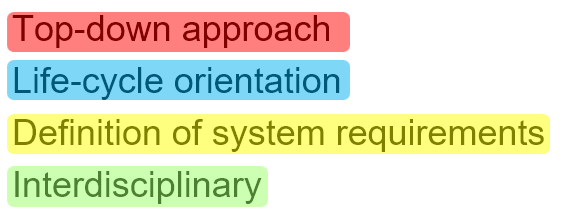 Top-down approach
Life-cycle orientation
Definition of system requirements
Interdisciplinary